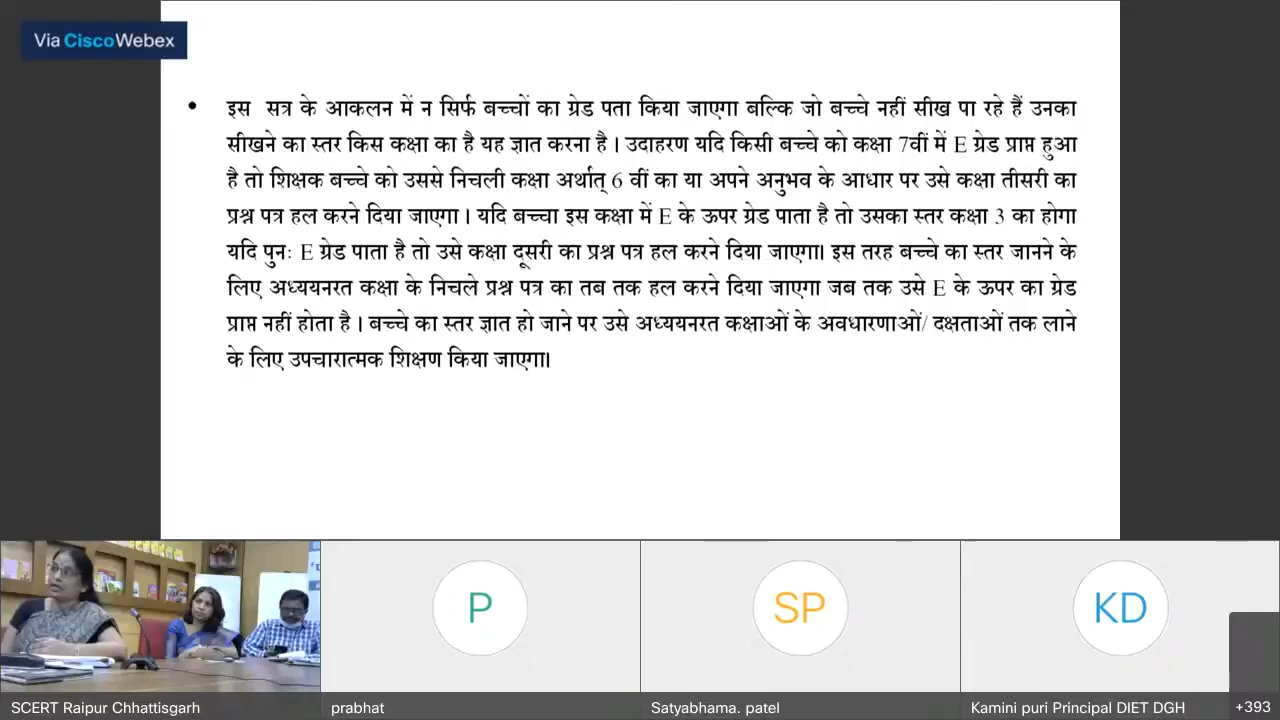 Via CiscoWebex
• इस सत्र के आकलन में न सिर्फ बच्चों का ग्रेड पता किया जाएगा बल्कि जो बच्चे नहीं सीख पा रहे हैं उनका
सीखने का स्तर किस कक्षा का है यह ज्ञात करना है । उदाहरण यदि किसी बच्चे को कक्षा 7वीं में E ग्रेड प्राप्त हुआ
है तो शिक्षक बच्चे को उससे निचली कक्षा अर्थात् 6 वीं का या अपने अनुभव के आधार पर उसे कक्षा तीसरी का
प्रश्न पत्र हल करने दिया जाएगा । यदि बच्चा इस कक्षा में E के ऊपर ग्रेड पाता है तो उसका स्तर कक्षा 3 का होगा
यदि पुनः E ग्रेड पाता है तो उसे कक्षा दूसरी का प्रश्न पत्र हल करने दिया जाएगा। इस तरह बच्चे का स्तर जानने के
लिए अध्ययनरत कक्षा के निचले प्रश्न पत्र का तब तक हल करने दिया जाएगा जब तक उसे E के ऊपर का ग्रेड
प्राप्त नहीं होता है । बच्चे का स्तर ज्ञात हो जाने पर उसे अध्ययनरत कक्षाओं के अवधारणाओं/ दक्षताओं तक लाने
के लिए उपचारात्मक शिक्षण किया जाएगा।
P
SP
KD
SCERT Raipur Chhattisgarh
prabhat
Satyabhama. patel
Kamini puri Principal DIET DGH
+393